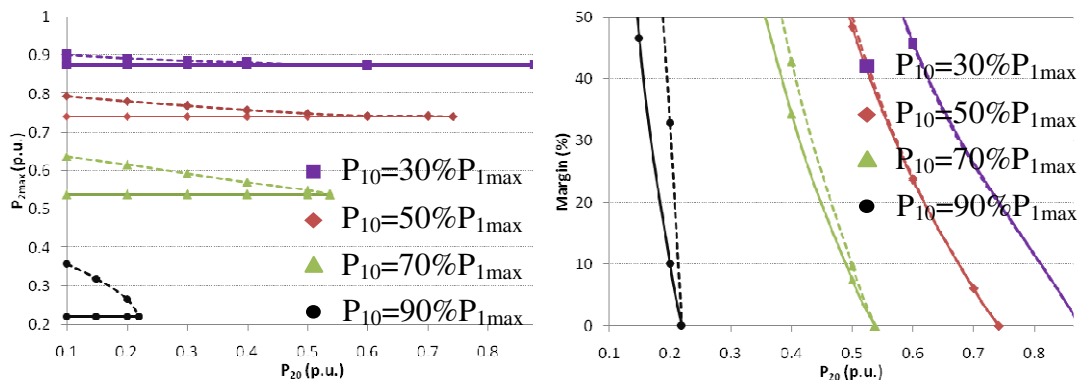 1
0.9
0.8
0.7
0.6
0.5
0.4
0.3
0.2
P2max (p.u.)
0.1 0.2 0.3 0.4 0.5 0.6 0.7 0.8
P20 (p.u.)
P10=30%P1max
P10=50%P1max
P10=70%P1max
P10=90%P1max
50
40
30
20
10
0
Margin (%)
0.1 0.2 0.3 0.4 0.5 0.6 0.7 0.8
P20 (p.u.)
P10=30%P1max
P10=50%P1max
P10=70%P1max
P10=90%P1max